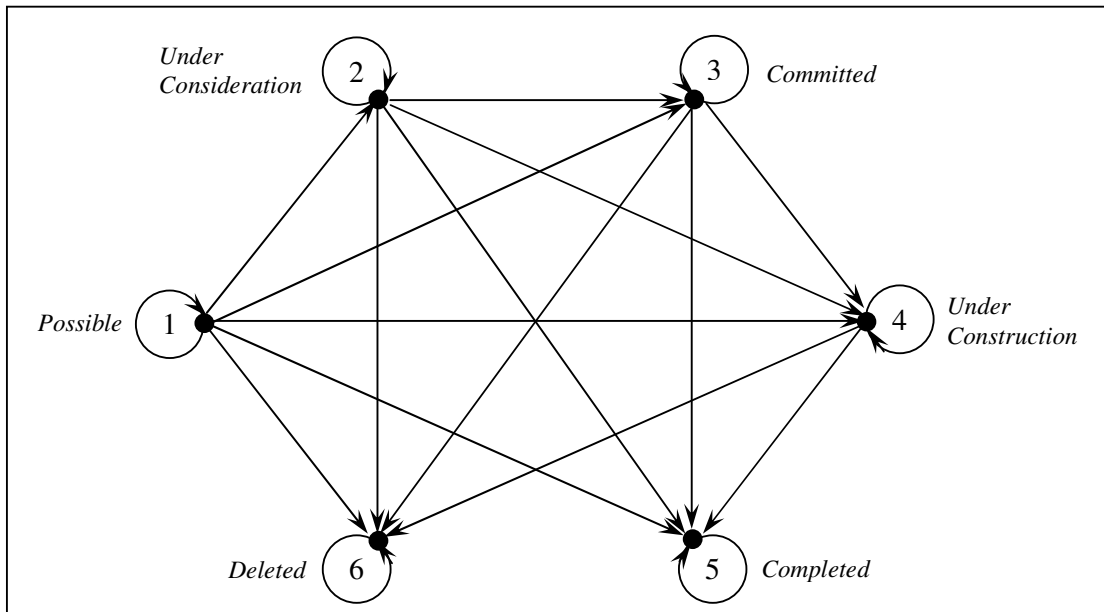 Under
Consideration
2
3
Committed
Possible
1
4
Under
Construction
Deleted
6
5
Completed